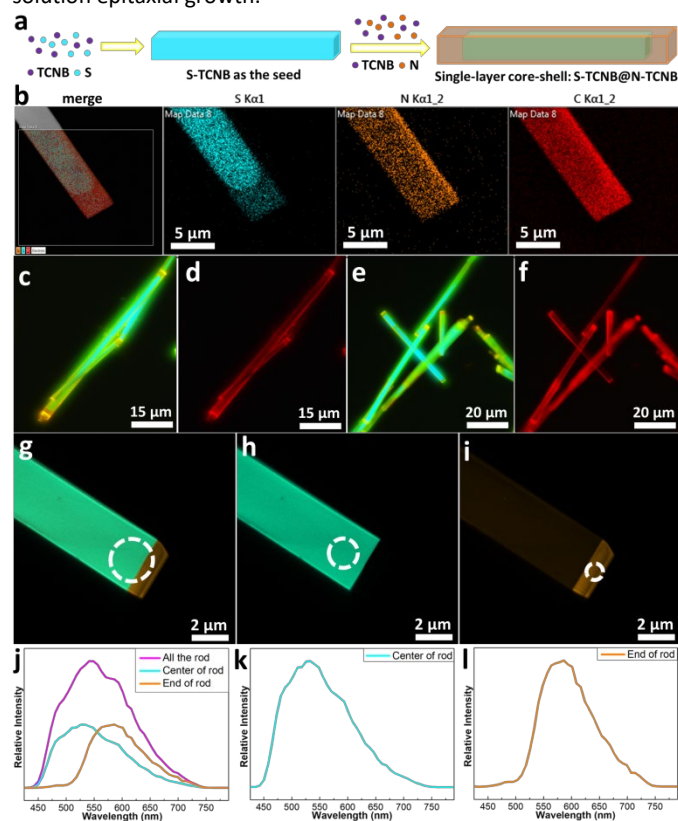 solution epitaxial growth.
a
TCNB S
S-TCNB as the seed
TCNB N
Single-layer core-shell: S-TCNB@N-TCNB
b
merge
S Kα1
N Kα1_2
C Kα1_2
Map Data 8
Map Data 8
Map Data 8
5 μm
5 μm
5 μm
c
15 μm
d
15 μm
e
20 μm
f
20 μm
g
2 μm
h
2 μm
i
2 μm
j
All the rod
Center of rod
End of rod
Relative Intensity
450 500 550 600 650 700 750
Wavelength (nm)
k
Center of rod
Relative Intensity
450 500 550 600 650 700 750
Wavelength (nm)
l
End of rod
Relative Intensity
450 500 550 600 650 700 750
Wavelength (nm)